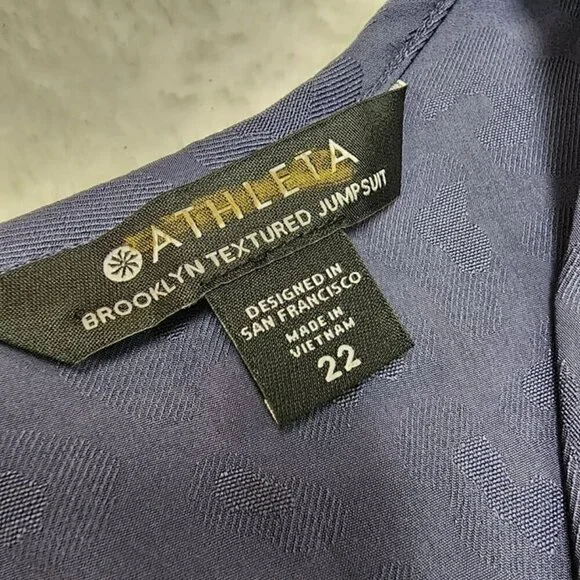 ATHLETA
BROOKLYN TEXTURED JUMPSUIT
DESIGNED IN
SAN FRANCISCO
MADE IN
VIETNAM
22